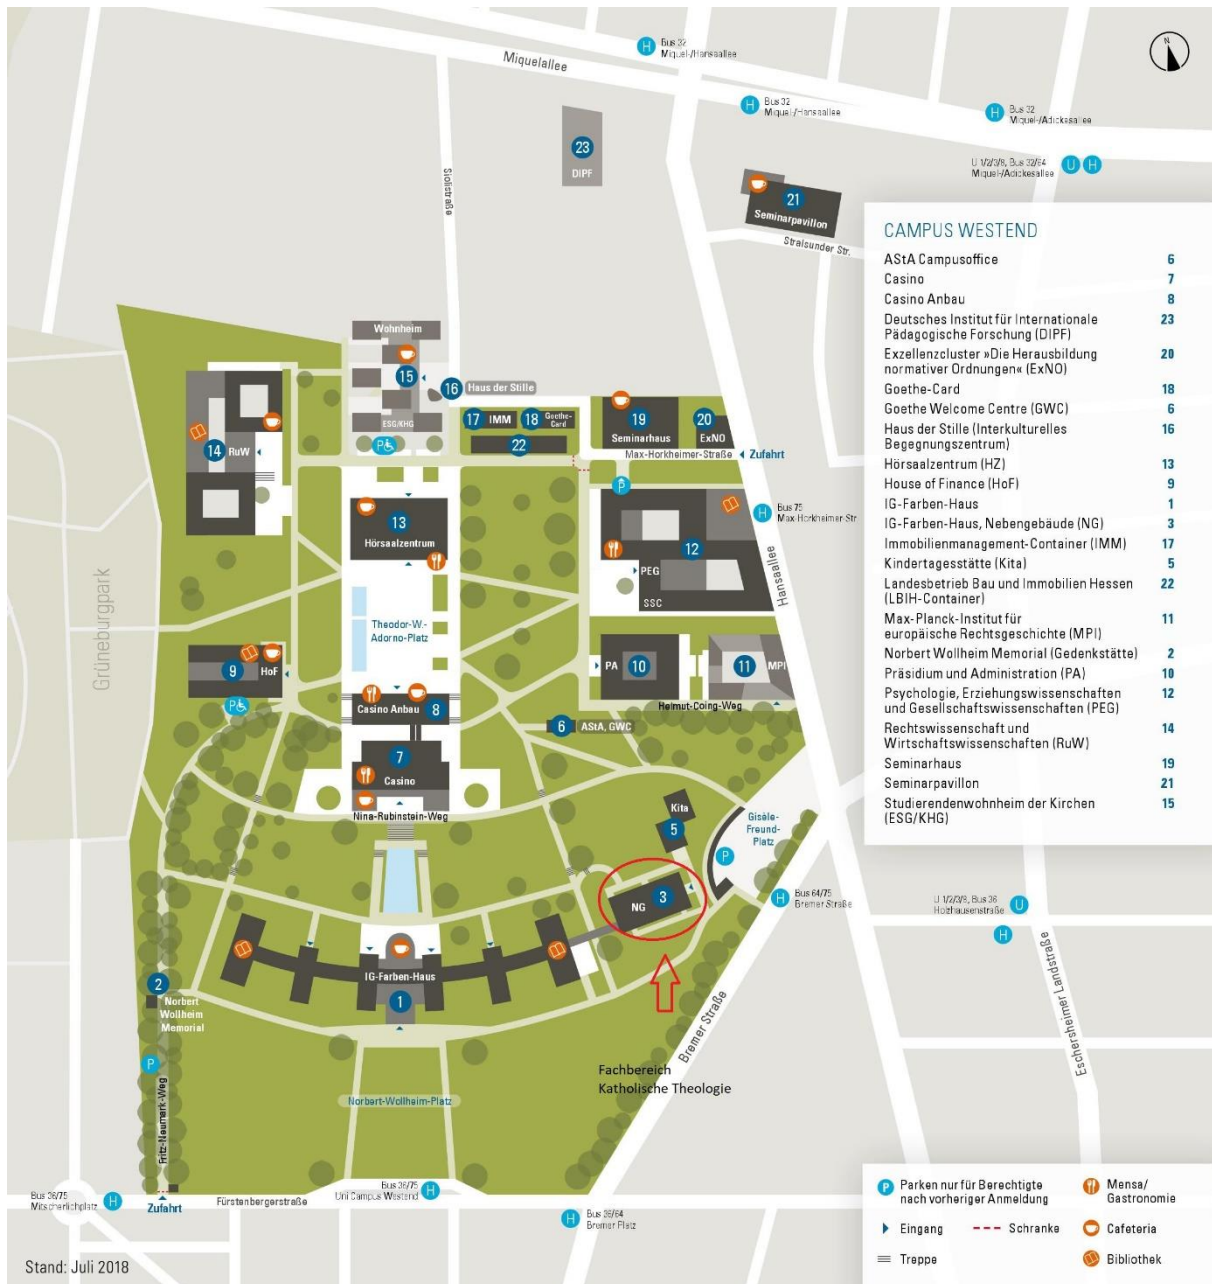 N
H Bus 32
Miquel-/Hansaallee
Miquelallee
H Bus 32
Miquel-/Hansaallee
H Bus 32
Miquel-/Adickesallee
U 1/2/3/8, Bus 32/64
Miquel-/Adickesallee
U H
23
DIPF
Siolistraße
21
Seminarpavillon
Stralsunder Str.
CAMPUS WESTEND
AStA Campusoffice 6
Casino 7
Casino Anbau 8
Deutsches Institut für Internationale 23
Pädagogische Forschung (DIPF)
Exzellenzcluster »Die Herausbildung 20
normativer Ordnungen« (ExNO)
Goethe-Card 18
Goethe Welcome Centre (GWC) 6
Haus der Stille (Interkulturelles 16
Begegnungszentrum)
Hörsaalzentrum (HZ) 13
House of Finance (HoF) 9
IG-Farben-Haus 1
IG-Farben-Haus, Nebengebäude (NG) 3
Immobilienmanagement-Container (IMM) 17
Kindertagesstätte (Kita) 5
Landesbetrieb Bau und Immobilien Hessen 22
(LBIH-Container)
Max-Planck-Institut für 11
europäische Rechtsgeschichte (MPI)
Norbert Wollheim Memorial (Gedenkstätte) 2
Präsidium und Administration (PA) 10
Psychologie, Erziehungswissenschaften 12
und Gesellschaftswissenschaften (PEG)
Rechtswissenschaft und 14
Wirtschaftswissenschaften (RuW)
Seminarhaus 19
Seminarpavillon 21
Studierendenwohnheim der Kirchen 15
(ESG/KHG)
Wohnheim
15
16 Haus der Stille
ESG/KHG
P
17 IMM
18 Goethe-
Card
22
19
Seminarhaus
20
ExNO
Max-Horkheimer-Straße
Zufahrt
14 RuW
P
H Bus 75
Max-Horkheimer-Str
13
Hörsaalzentrum
12
PEG
SSC
Hansaallee
Grüneburgpark
Theodor-W.-
Adorno-Platz
9 HoF
P
PA 10
11 MPI
Helmut-Coing-Weg
Casino Anbau 8
6 AStA, GWC
7
Casino
Nina-Rubinstein-Weg
Kita
5
Gisèle-
Freund-
Platz
P
3
NG
H Bus 64/75
Bremer Straße
U 1/2/3/8, Bus 36
Holzhausenstraße
U
H
IG-Farben-Haus
1
2
Norbert
Wollheim
Memorial
P
Fritz-Neumark-Weg
Bremer Straße
Eschersheimer Landstraße
Fachbereich
Katholische Theologie
Norbert-Wollheim-Platz
Bus 36/75
Mitscherlichplatz
H
Zufahrt
Fürstenbergerstraße
Bus 36/75
Uni Campus Westend
H
H Bus 36/64
Bremer Platz
P Parken nur für Berechtigte
nach vorheriger Anmeldung
Mensa/
Gastronomie
Eingang
Schranke
Cafeteria
Treppe
Bibliothek
Stand: Juli 2018